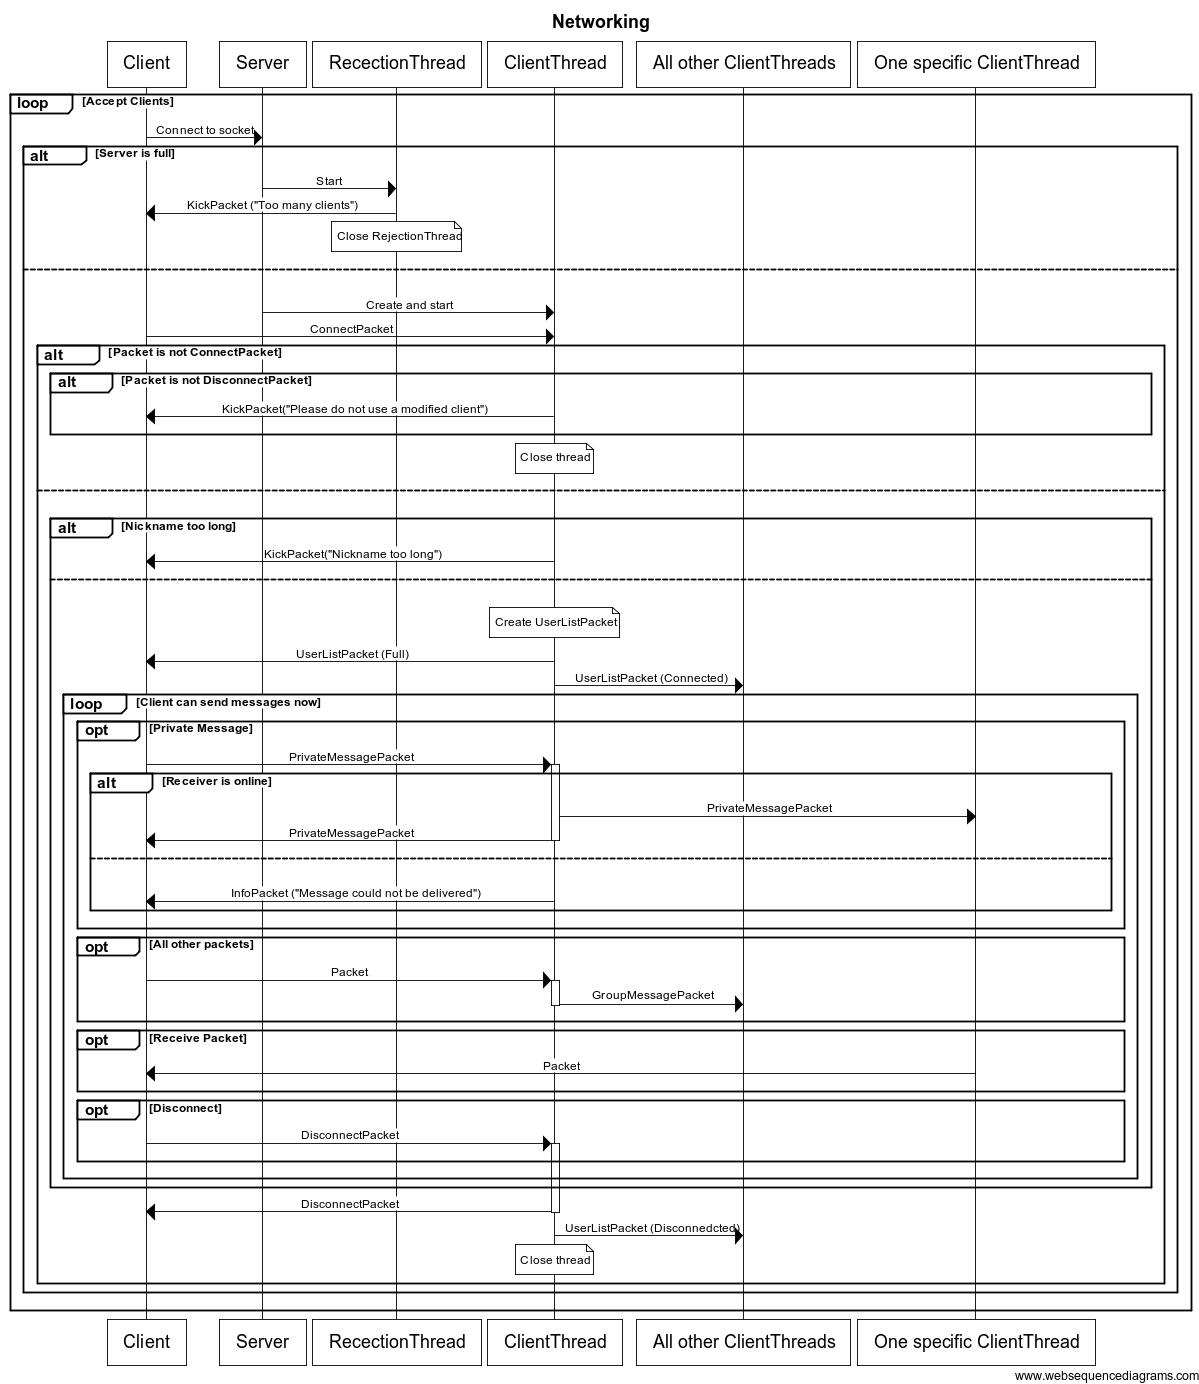 Networking
Client
Server
RecectionThread
ClientThread
All other ClientThreads
One specific ClientThread
loop
[Accept Clients]
Connect to socket
alt
[Server is full]
Start
KickPacket ("Too many clients")
Close RejectionThread
Create and start
ConnectPacket
alt
[Packet is not ConnectPacket]
alt
[Packet is not DisconnectPacket]
KickPacket("Please do not use a modified client")
Close thread
alt
[Nickname too long]
KickPacket("Nickname too long")
Create UserListPacket
UserListPacket (Full)
UserListPacket (Connected)
loop
[Client can send messages now]
opt
[Private Message]
PrivateMessagePacket
alt
[Receiver is online]
PrivateMessagePacket
PrivateMessagePacket
InfoPacket ("Message could not be delivered")
opt
[All other packets]
Packet
GroupMessagePacket
opt
[Receive Packet]
Packet
opt
[Disconnect]
DisconnectPacket
DisconnectPacket
UserListPacket (Disconnedcted)
Close thread
Client
Server
RecectionThread
ClientThread
All other ClientThreads
One specific ClientThread
www.websequencediagrams.com